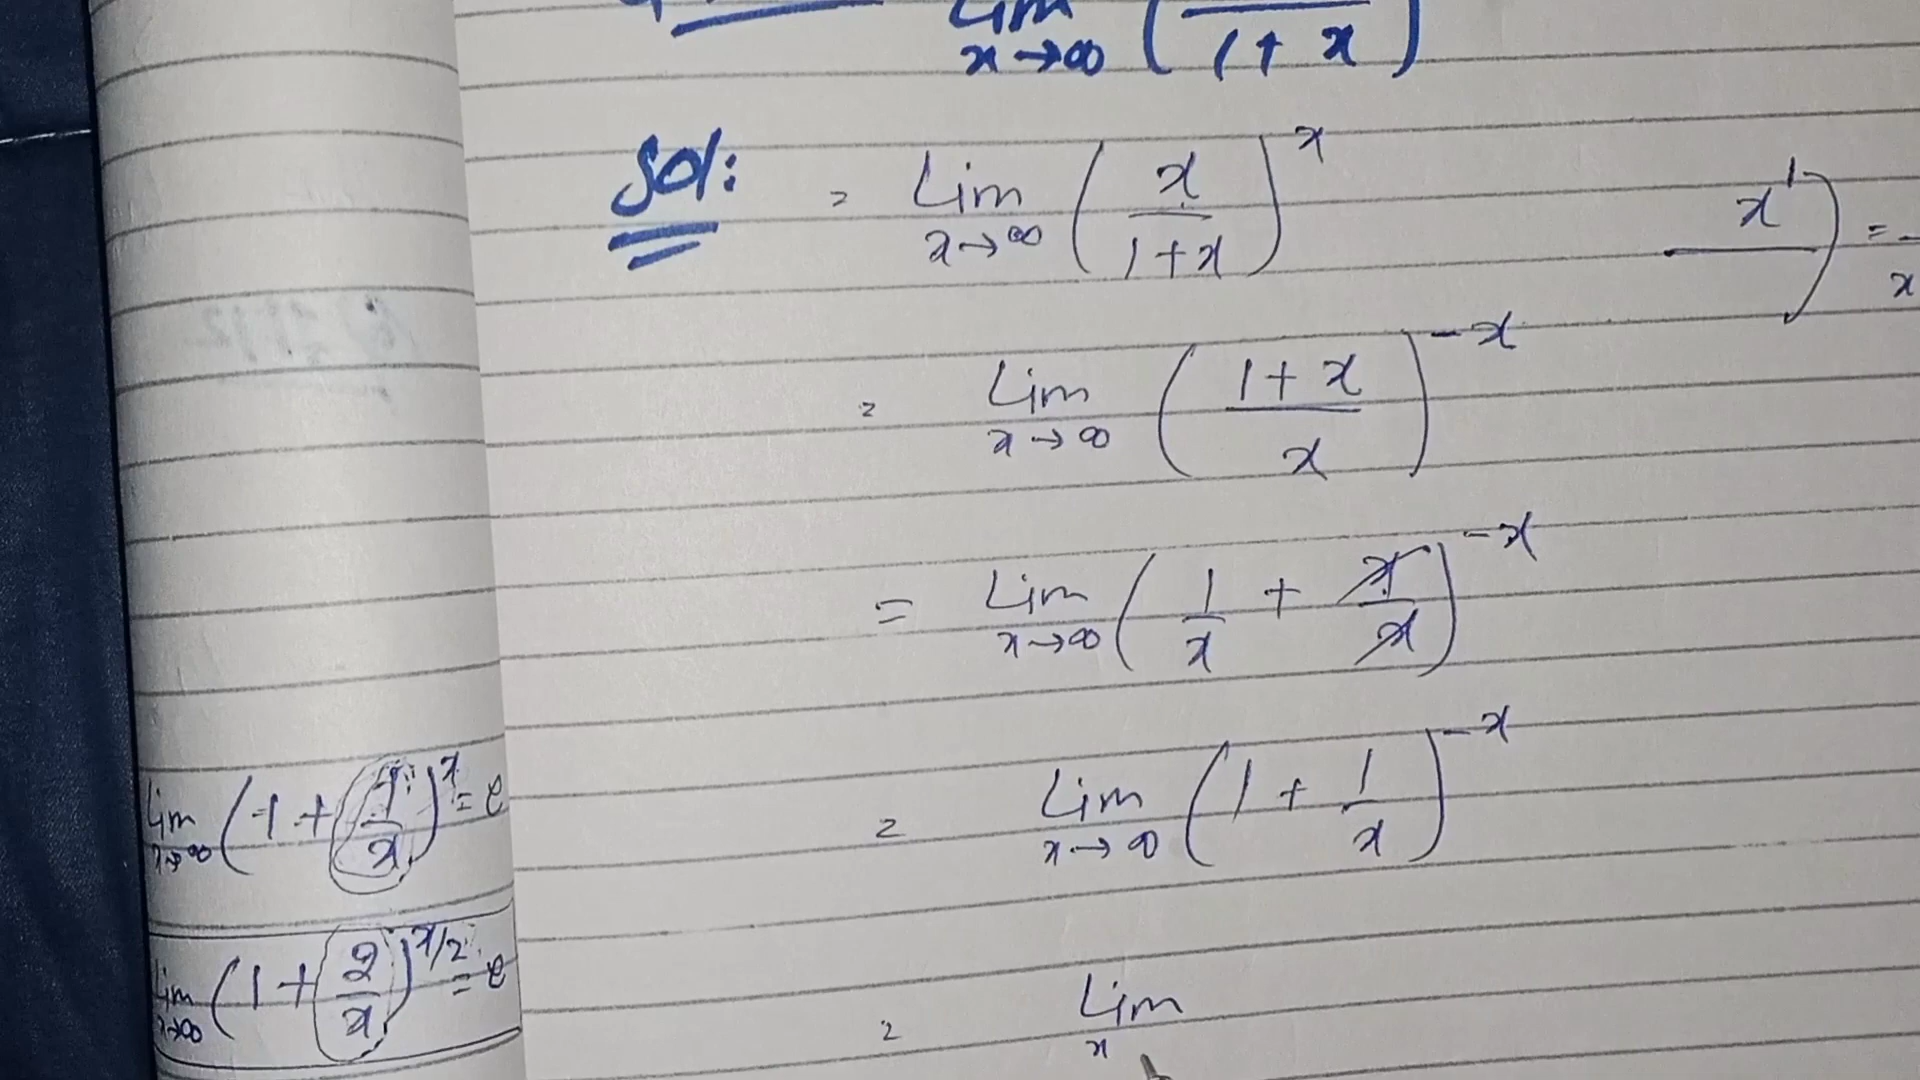 Lim x→∞ ( / 1 + x )
Sol: = Lim x→∞ ( x / 1+x )^x
x^1 ) = — x
= Lim x→∞ ( 1+x / x )^-x
= Lim x→∞ ( 1/x + x/x )^-x
= Lim x→∞ ( 1 + 1/x )^-x
Lim x→∞ ( 1 + 1/x )^x = e
Lim x→∞ ( 1 + 2/x )^x/2 = e
= Lim x